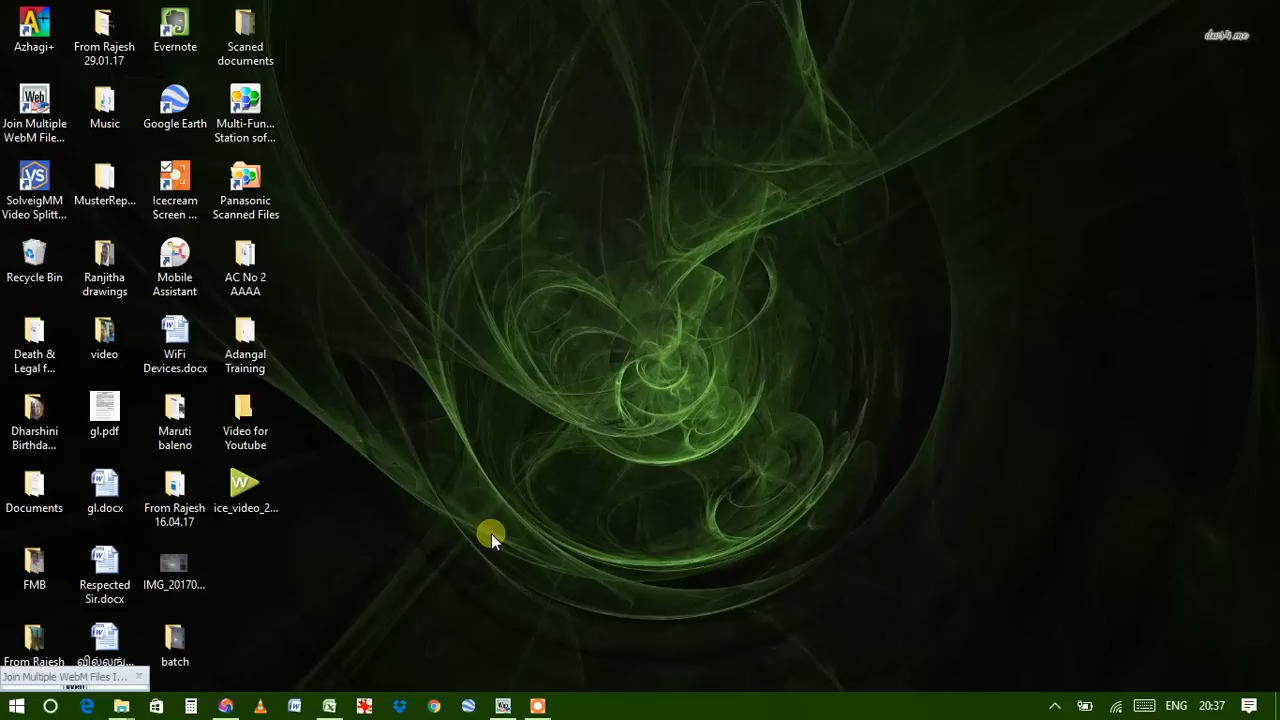 dws's me
Azhagi+
From Rajesh
29.01.17
Evernote
Scaned
documents
Join Multiple
WebM File...
Music
Google Earth
Multi-Fun...
Station sof...
SolveigMM
Video Splitt...
MusterRep...
Icecream
Screen ...
Panasonic
Scanned Files
Recycle Bin
Ranjitha
drawings
Mobile
Assistant
AC No 2
AAAA
Death &
Legal f...
video
WiFi
Devices.docx
Adangal
Training
Dharshini
Birthda...
gl.pdf
Maruti
baleno
Video for
Youtube
Documents
gl.docx
From Rajesh
16.04.17
ice_video_2...
FMB
Respected
Sir.docx
IMG_20170...
From Rajesh
வில்லங்...
batch
Join Multiple WebM Files I...
ENG
20:37